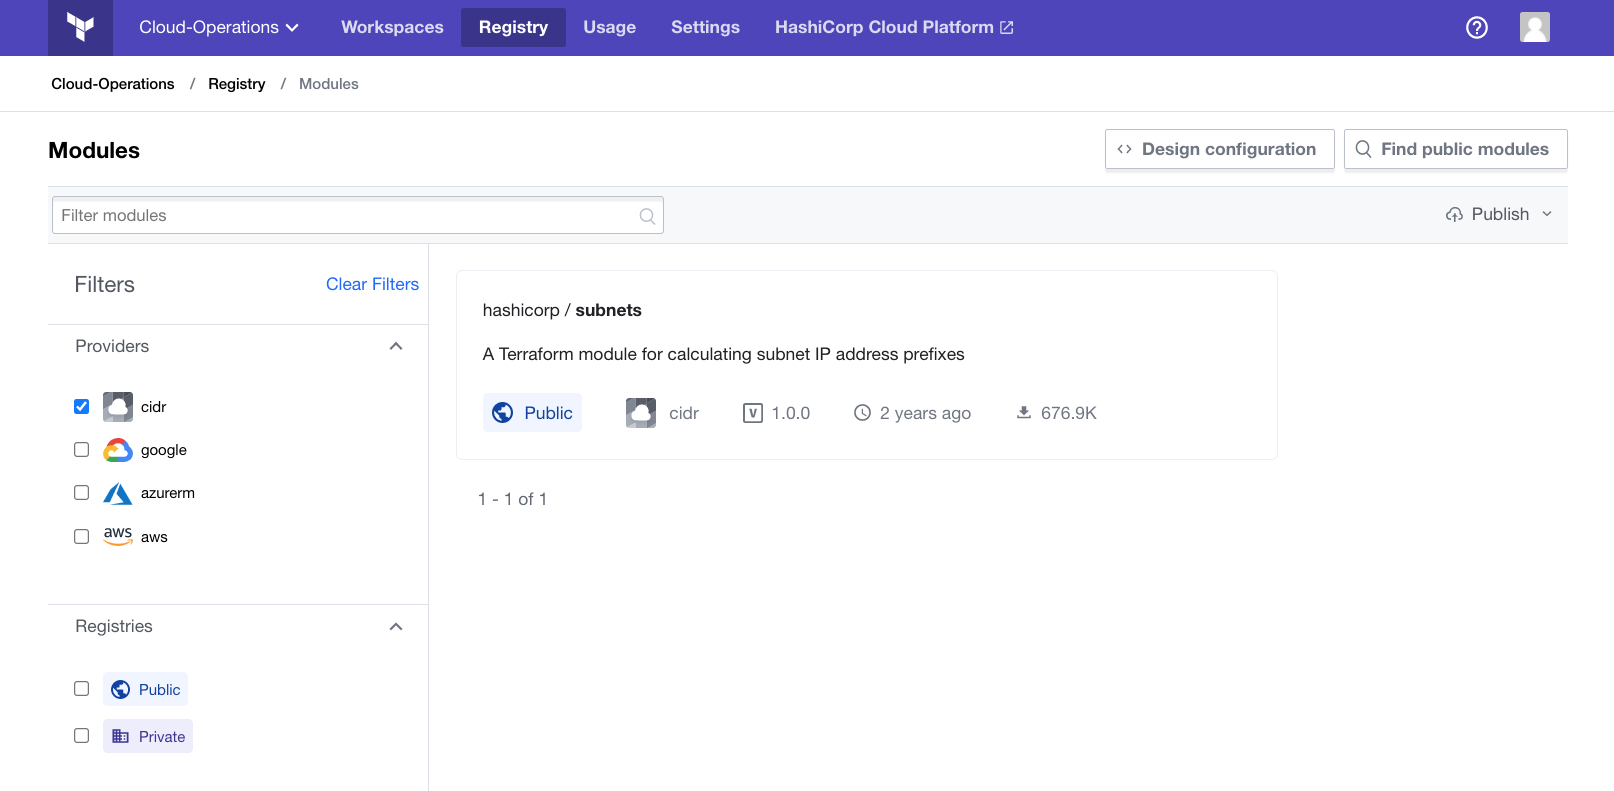 Cloud-Operations Workspaces Registry Usage Settings HashiCorp Cloud Platform
Cloud-Operations / Registry / Modules
Modules
Design configuration
Find public modules
Filter modules
Publish
Filters
Clear Filters
Providers
cidr
google
azurerm
aws aws
Registries
Public
Private
hashicorp / subnets
A Terraform module for calculating subnet IP address prefixes
Public cidr V 1.0.0 2 years ago 676.9K
1 - 1 of 1